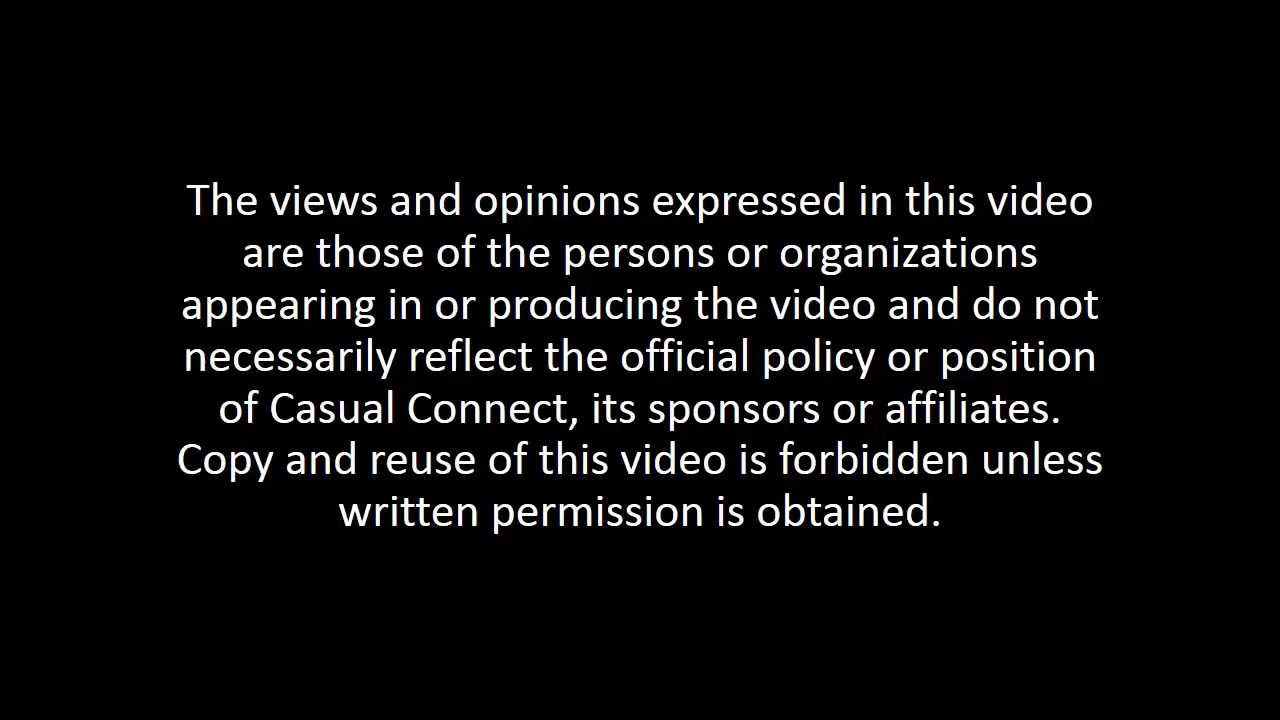 The views and opinions expressed in this video
are those of the persons or organizations
appearing in or producing the video and do not
necessarily reflect the official policy or position
of Casual Connect, its sponsors or affiliates.
Copy and reuse of this video is forbidden unless
written permission is obtained.